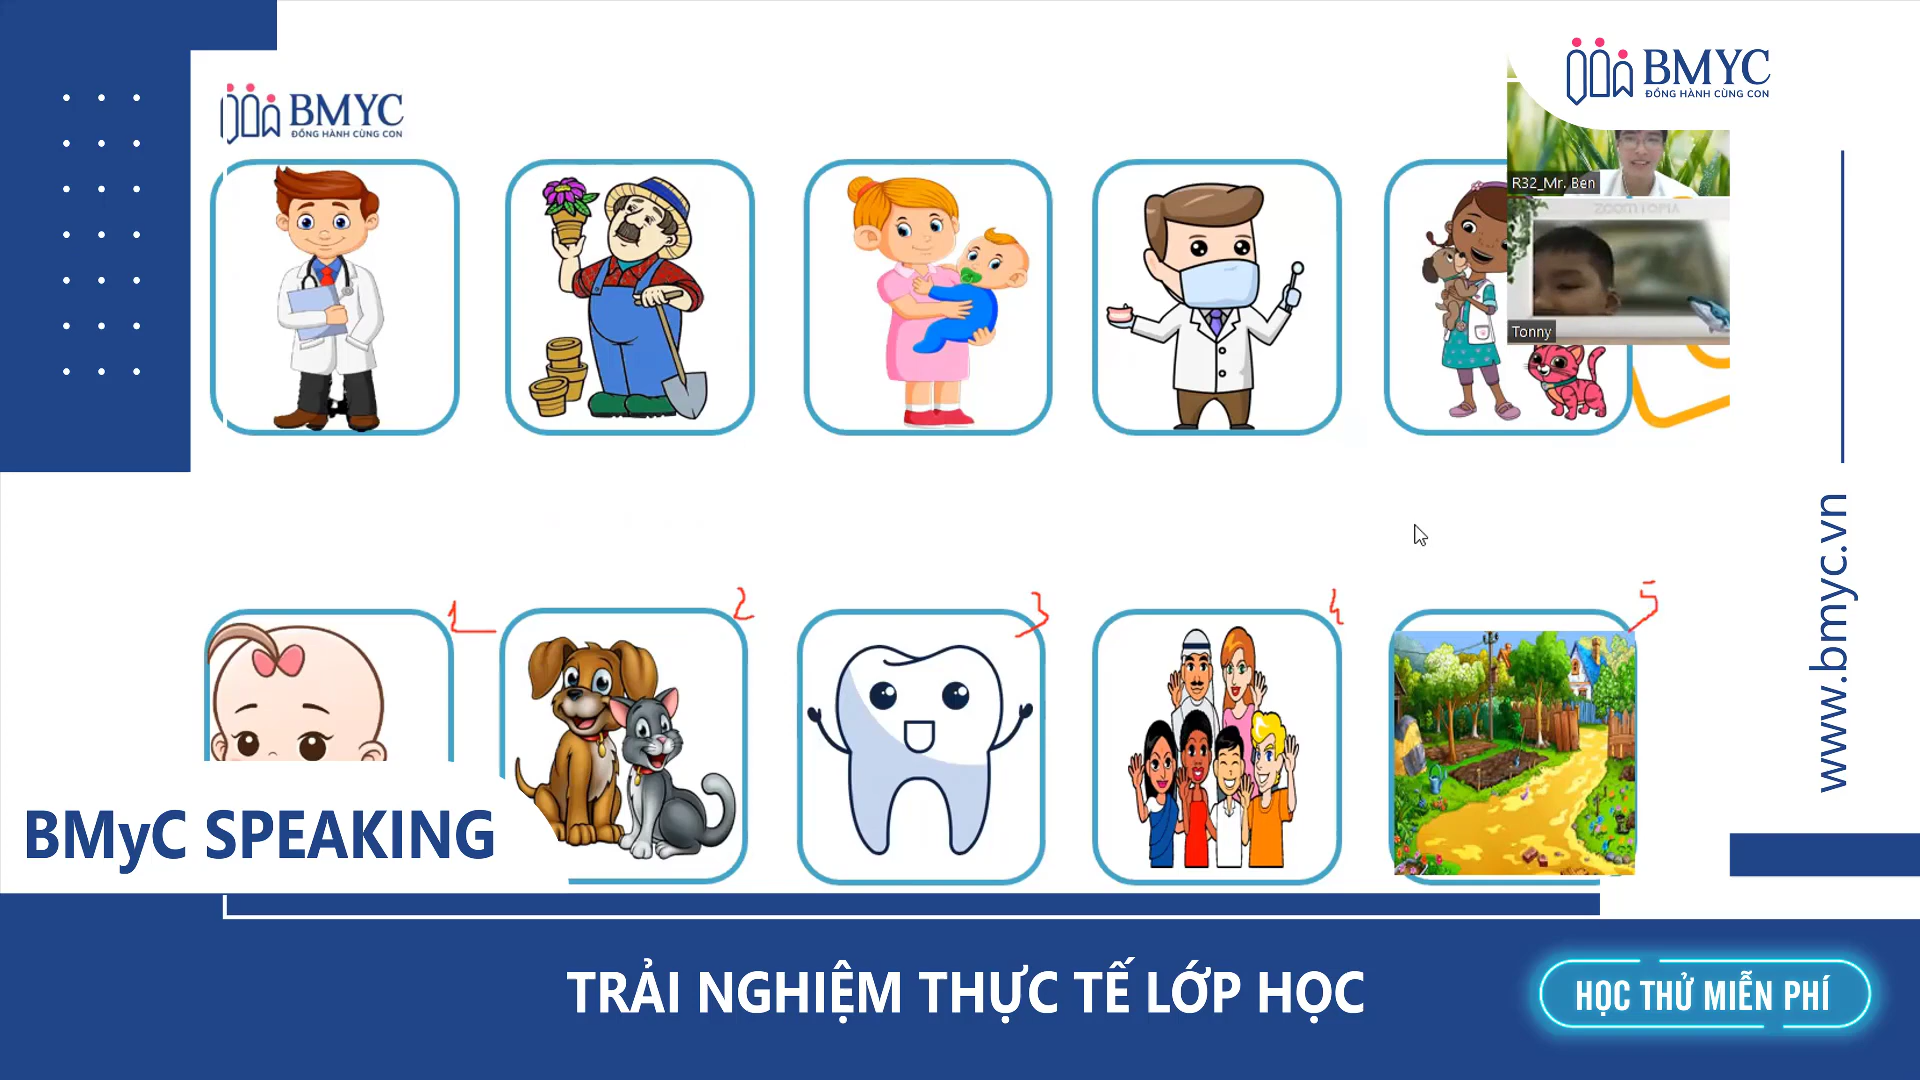 BMYC
ĐỒNG HÀNH CÙNG CON
BMYC
ĐỒNG HÀNH CÙNG CON
R32_Mr. Ben
ZOOMTOPIA
Tonny
1
2
3
4
5
www.bmyc.vn
BMyC SPEAKING
TRẢI NGHIỆM THỰC TẾ LỚP HỌC
HỌC THỬ MIỄN PHÍ